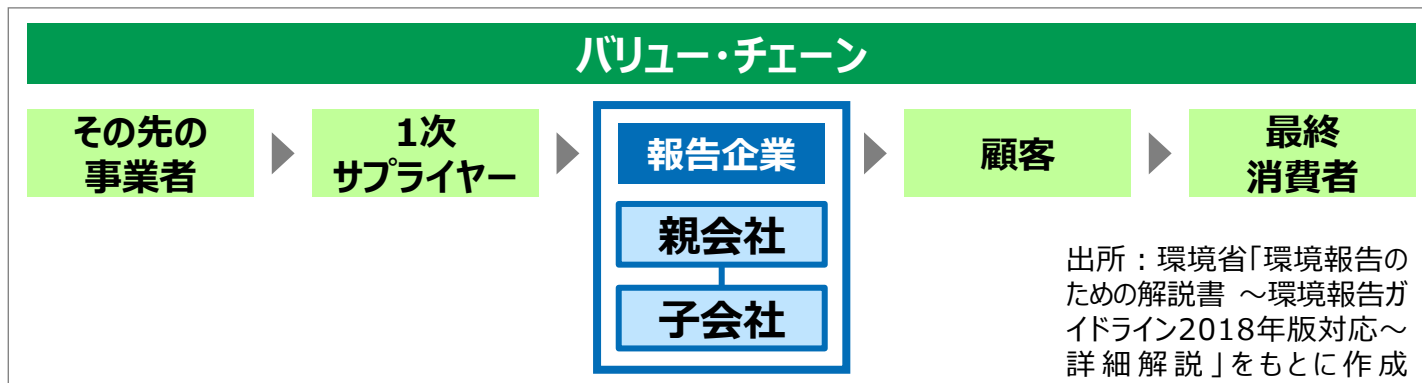 バリュー・チェーン
その先の
事業者
1次
サプライヤー
報告企業
親会社
子会社
顧客
最終
消費者
出所：環境省「環境報告の
ための解説書 ～環境報告ガ
イドライン2018年版対応～
詳細解説」をもとに作成